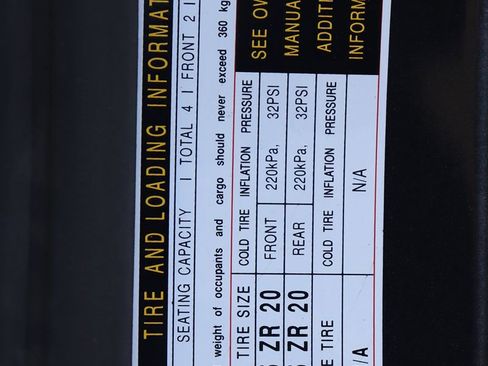 TIRE AND LOADING INFORMAT
SEATING CAPACITY I TOTAL 4 I FRONT 2 I
weight of occupants and cargo should never exceed 360 kg
TIRE SIZE COLD TIRE INFLATION PRESSURE SEE OW
ZR 20 FRONT 220kPa, 32PSI MANUA
ZR 20 REAR 220kPa, 32PSI ADDITI
TIRE COLD TIRE INFLATION PRESSURE INFORM
/A N/A